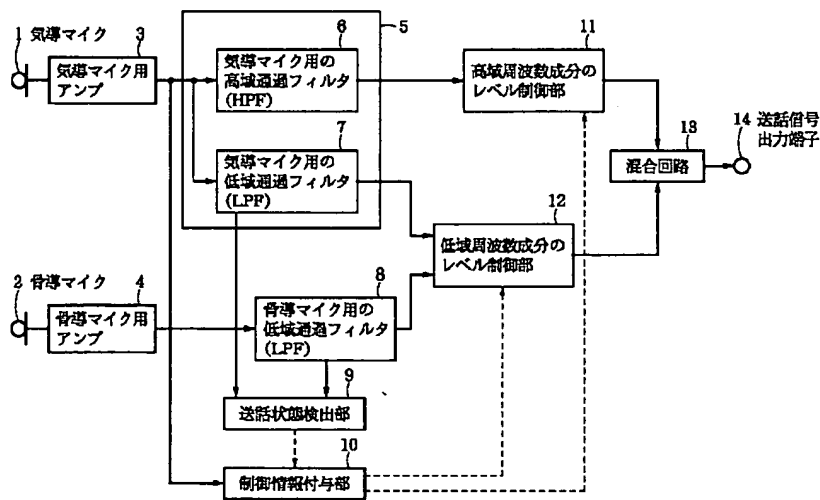 1 気導マイク
3
気導マイク用
アンプ
5
6
気導マイク用の
高域通過フィルタ
(HPF)
7
気導マイク用の
低域通過フィルタ
(LPF)
11
高域周波数成分の
レベル制御部
13
混合回路
14 送話信号
出力端子
12
低域周波数成分の
レベル制御部
2 骨導マイク
4
骨導マイク用
アンプ
8
骨導マイク用の
低域通過フィルタ
(LPF)
9
送話状態検出部
10
制御情報付与部